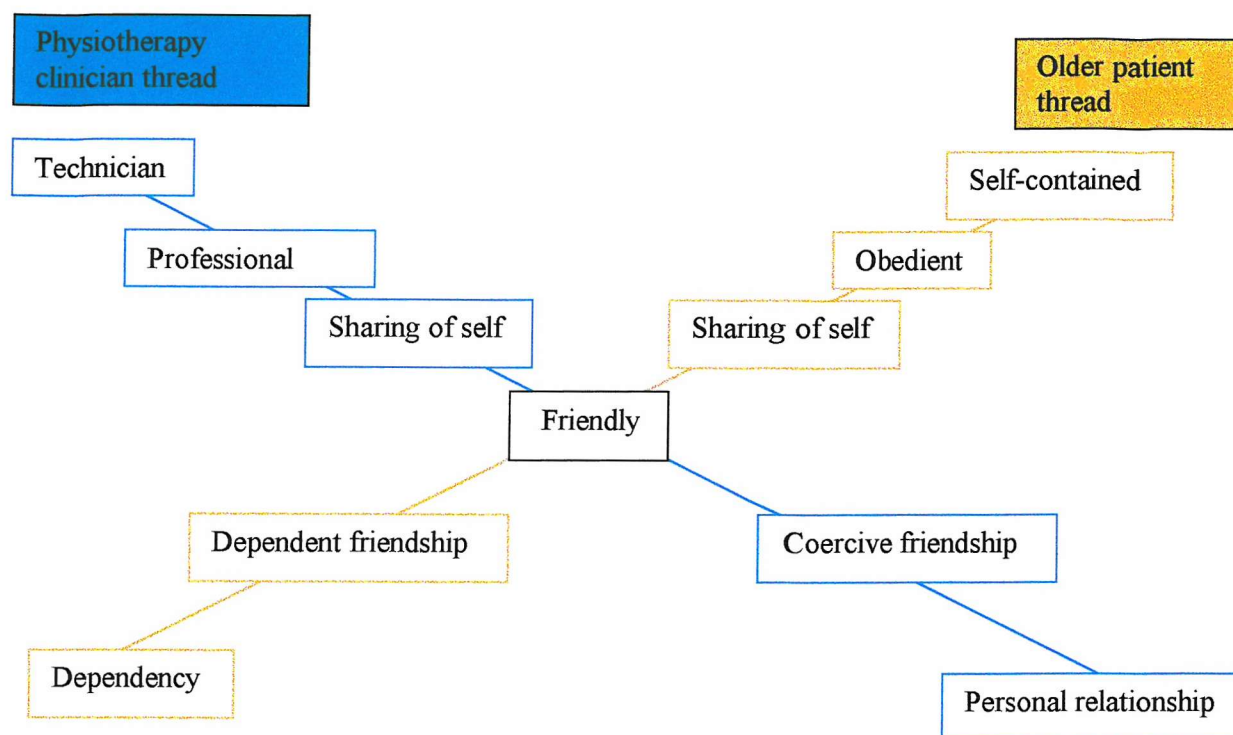 Physiotherapy
clinician thread
Older patient
thread
Technician
Self-contained
Professional
Obedient
Sharing of self
Sharing of self
Friendly
Dependent friendship
Coercive friendship
Dependency
Personal relationship